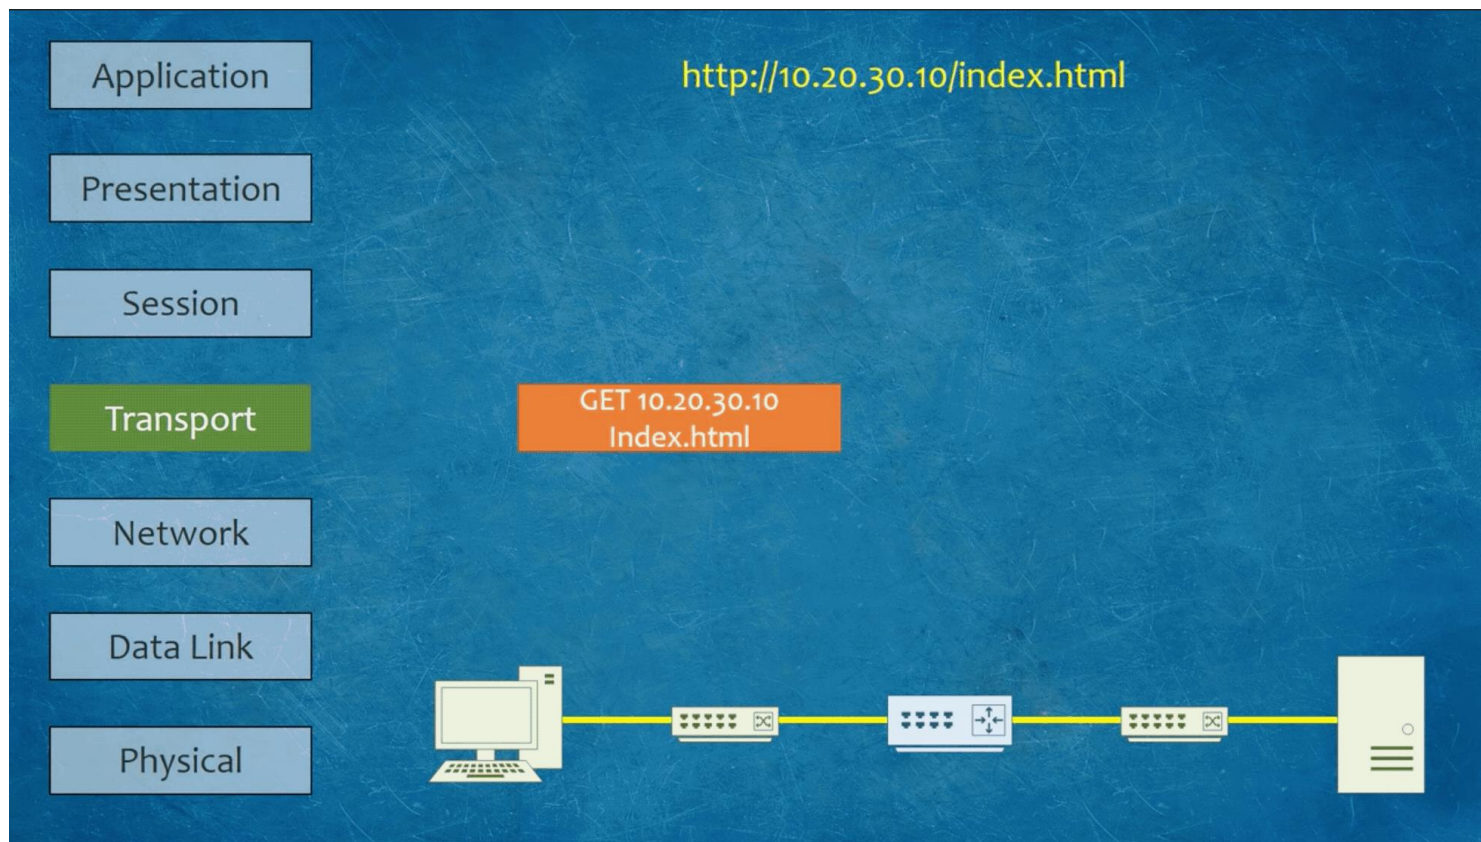 Application
http://10.20.30.10/index.html
Presentation
Session
Transport
GET 10.20.30.10
Index.html
Network
Data Link
Physical